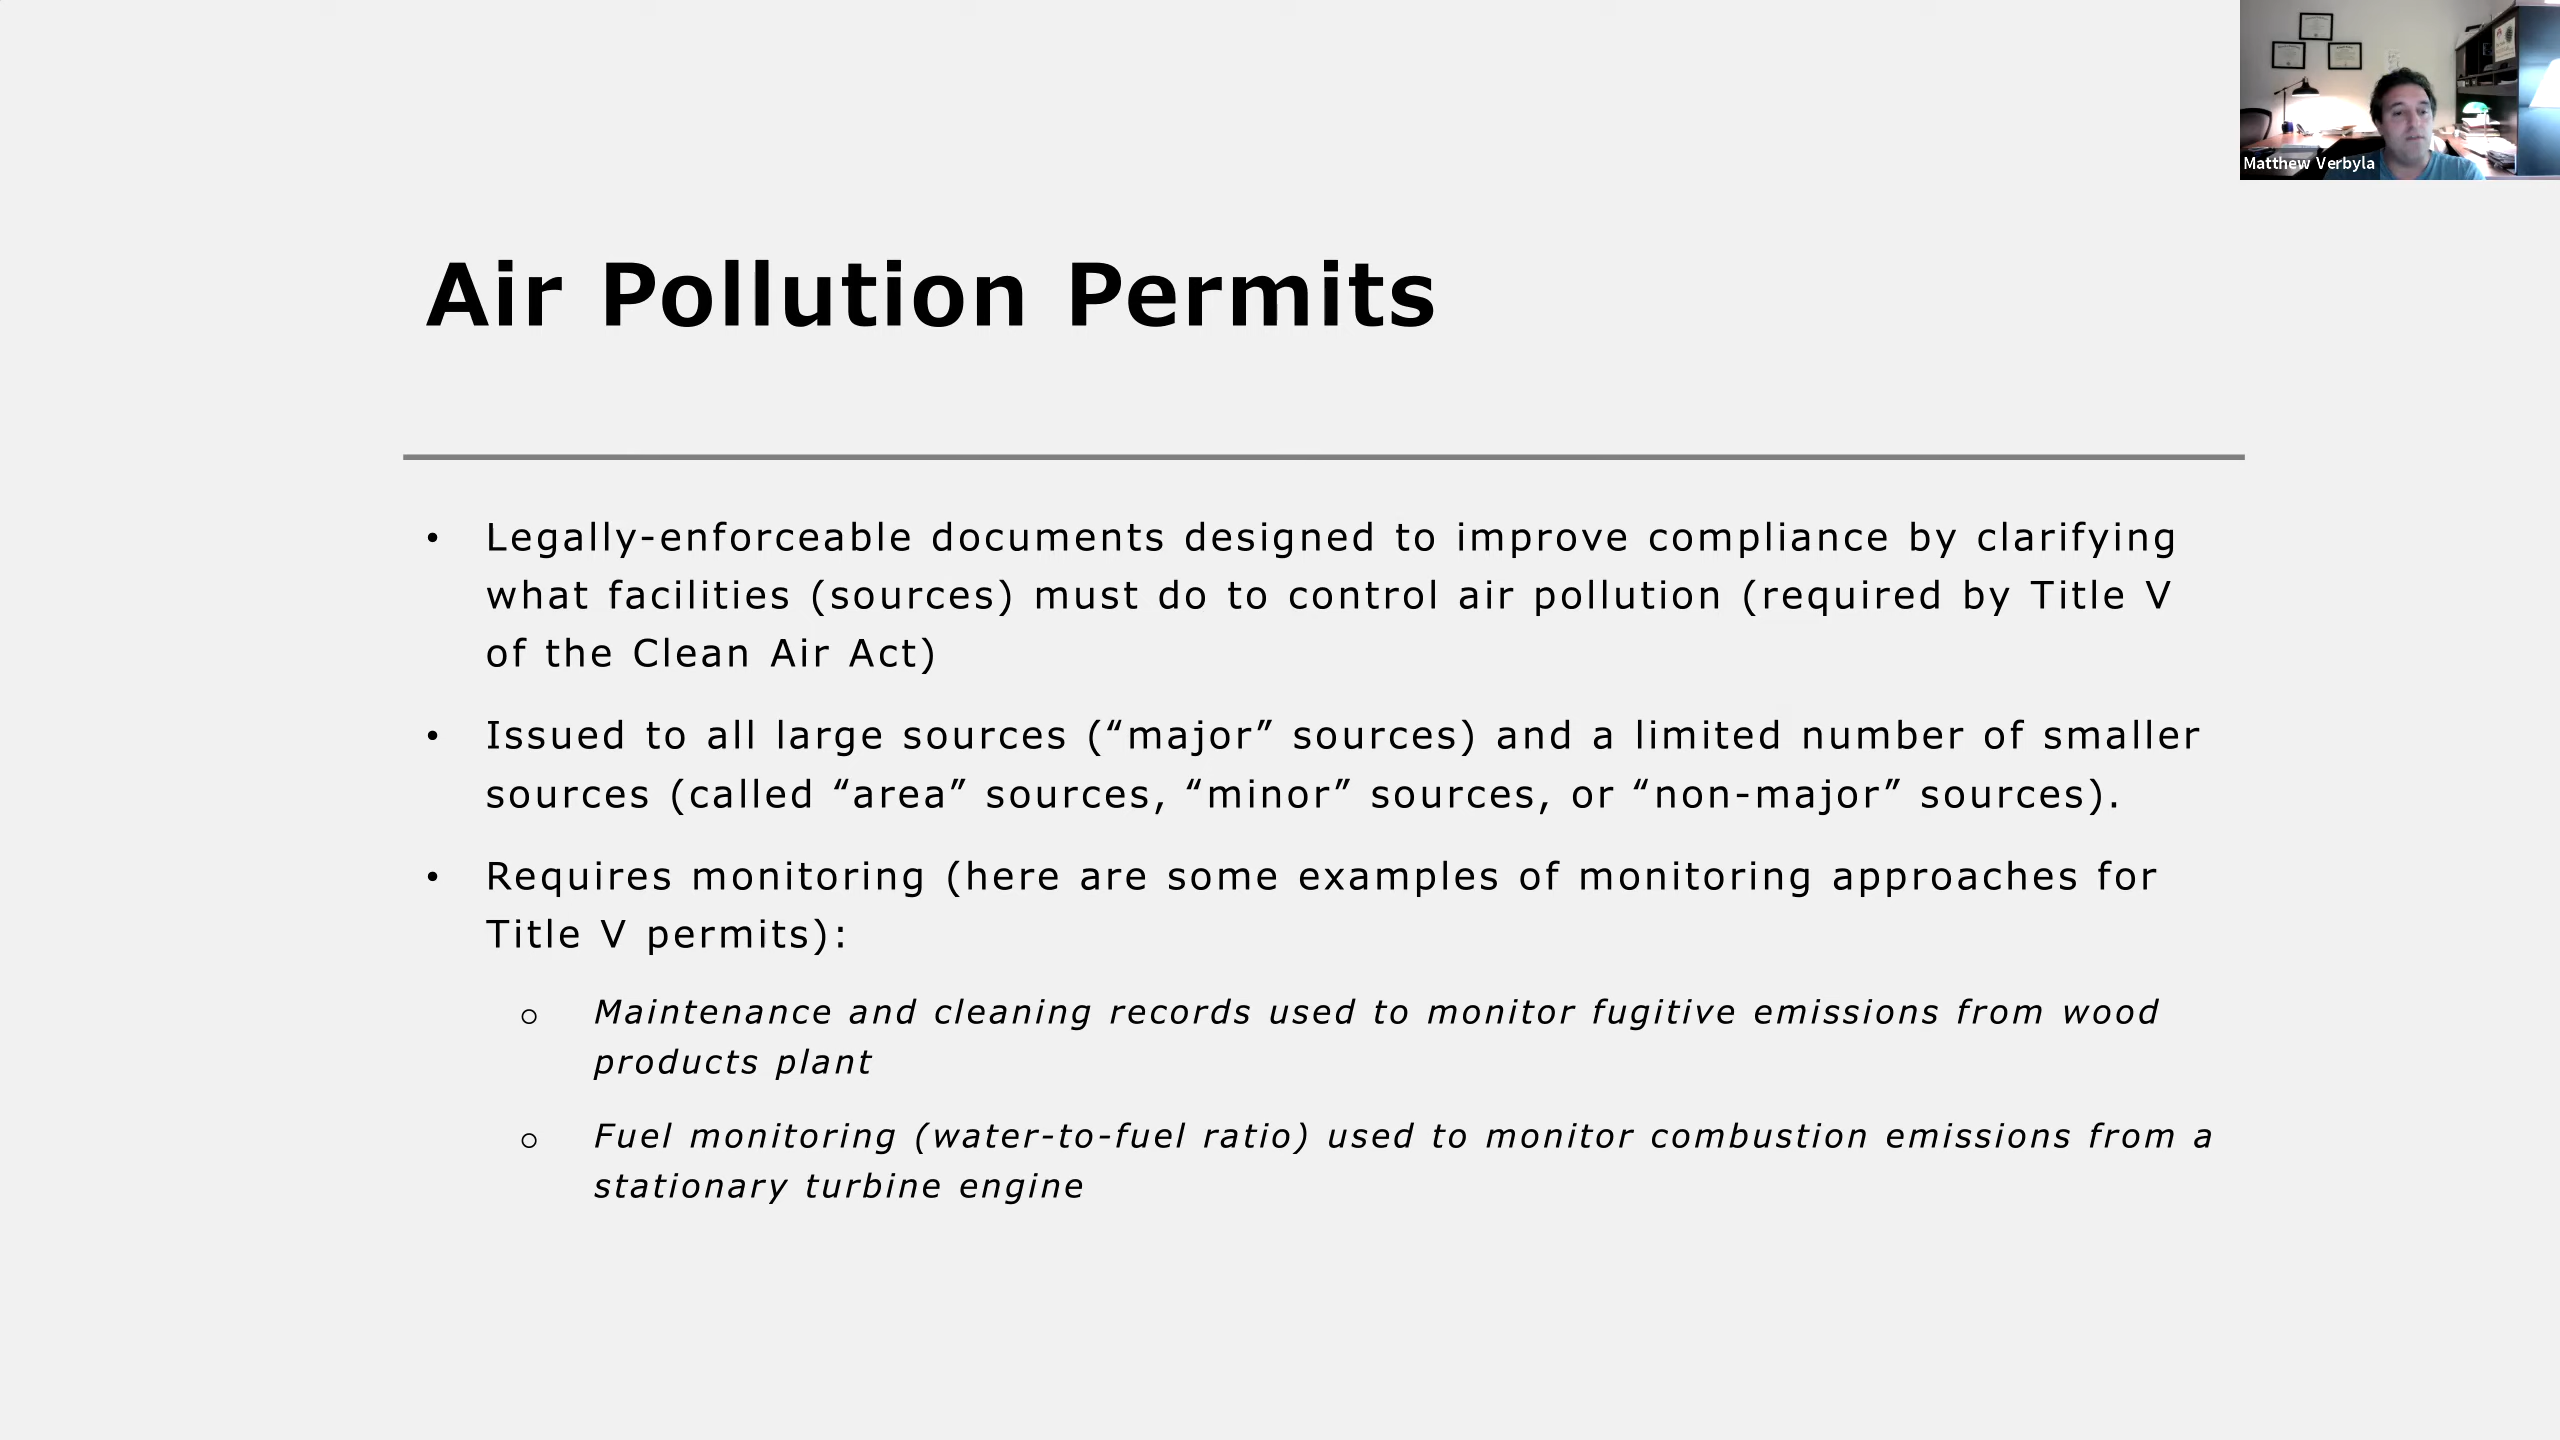 Matthew Verbyla
Air Pollution Permits
• Legally-enforceable documents designed to improve compliance by clarifying
what facilities (sources) must do to control air pollution (required by Title V
of the Clean Air Act)
• Issued to all large sources (“major” sources) and a limited number of smaller
sources (called “area” sources, “minor” sources, or “non-major” sources).
• Requires monitoring (here are some examples of monitoring approaches for
Title V permits):
o Maintenance and cleaning records used to monitor fugitive emissions from wood
products plant
o Fuel monitoring (water-to-fuel ratio) used to monitor combustion emissions from a
stationary turbine engine